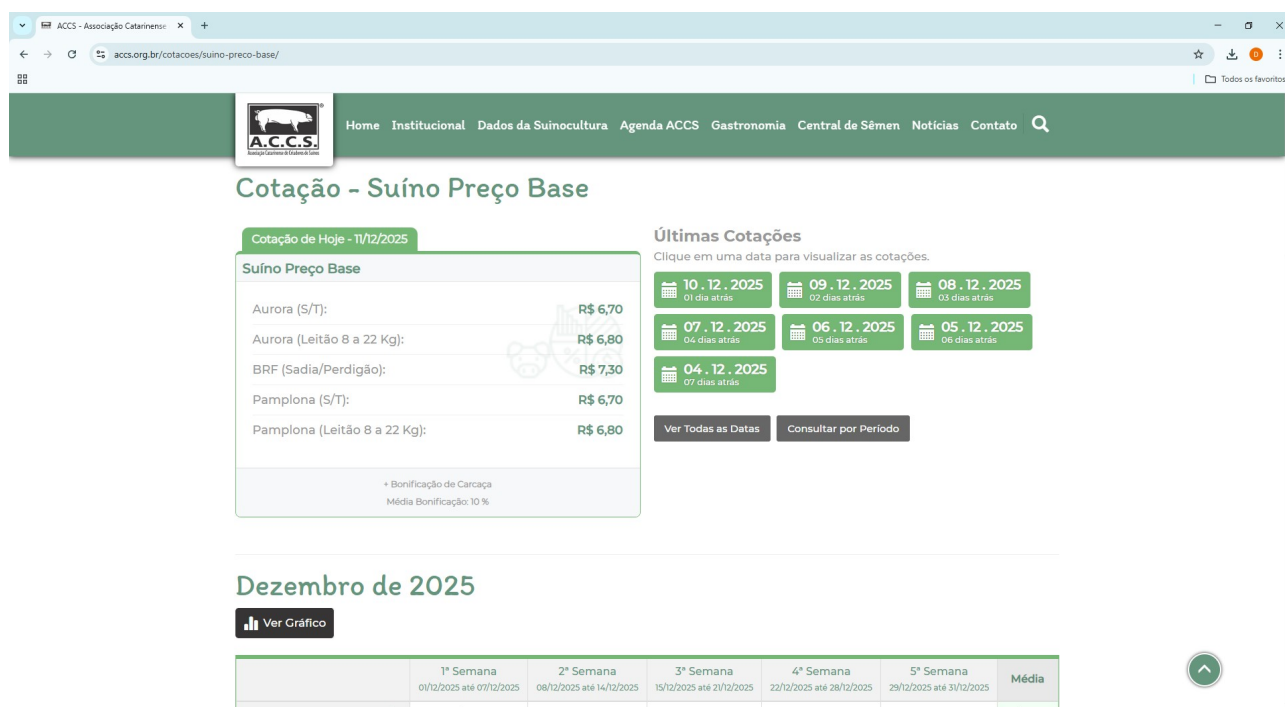 ACCS - Associação Catarinense
accs.org.br/cotacoes/suino-preco-base/
D
Todos os favoritos
A.C.C.S.
Home Institucional Dados da Suinocultura Agenda ACCS Gastronomia Central de Sêmen Notícias Contato
Cotação - Suíno Preço Base
Cotação de Hoje - 11/12/2025
Suíno Preço Base
Aurora (S/T): R$ 6,70
Aurora (Leitão 8 a 22 Kg): R$ 6,80
BRF (Sadia/Perdigão): R$ 7,30
Pamplona (S/T): R$ 6,70
Pamplona (Leitão 8 a 22 Kg): R$ 6,80
+ Bonificação de Carcaça
Média Bonificação: 10 %
Últimas Cotações
Clique em uma data para visualizar as cotações.
10 . 12 . 2025 09 . 12 . 2025 08 . 12 . 2025
01 dia atrás 02 dias atrás 03 dias atrás
07 . 12 . 2025 06 . 12 . 2025 05 . 12 . 2025
04 dias atrás 05 dias atrás 06 dias atrás
04 . 12 . 2025
07 dias atrás
Ver Todas as Datas Consultar por Período
Dezembro de 2025
Ver Gráfico
1ª Semana 2ª Semana 3ª Semana 4ª Semana 5ª Semana Média
01/12/2025 até 07/12/2025 08/12/2025 até 14/12/2025 15/12/2025 até 21/12/2025 22/12/2025 até 28/12/2025 29/12/2025 até 31/12/2025